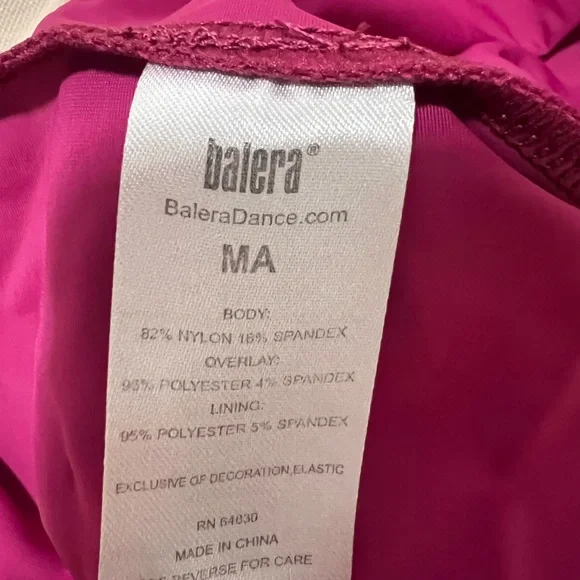 balera®
BaleraDance.com
MA
BODY:
82% NYLON 18% SPANDEX
OVERLAY:
96% POLYESTER 4% SPANDEX
LINING:
95% POLYESTER 5% SPANDEX
EXCLUSIVE OF DECORATION,ELASTIC
RN 64030
MADE IN CHINA
REVERSE FOR CARE